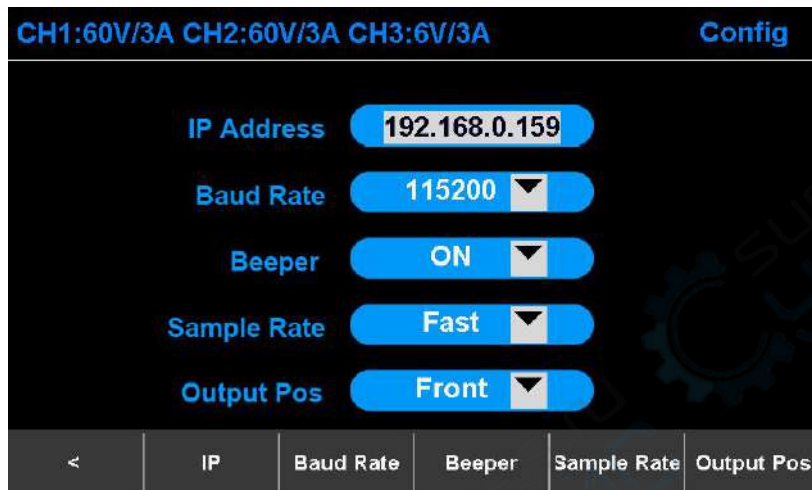 CH1:60V/3A CH2:60V/3A CH3:6V/3A Config
IP Address 192.168.0.159
Baud Rate 115200
Beeper ON
Sample Rate Fast
Output Pos Front
< IP Baud Rate Beeper Sample Rate Output Pos